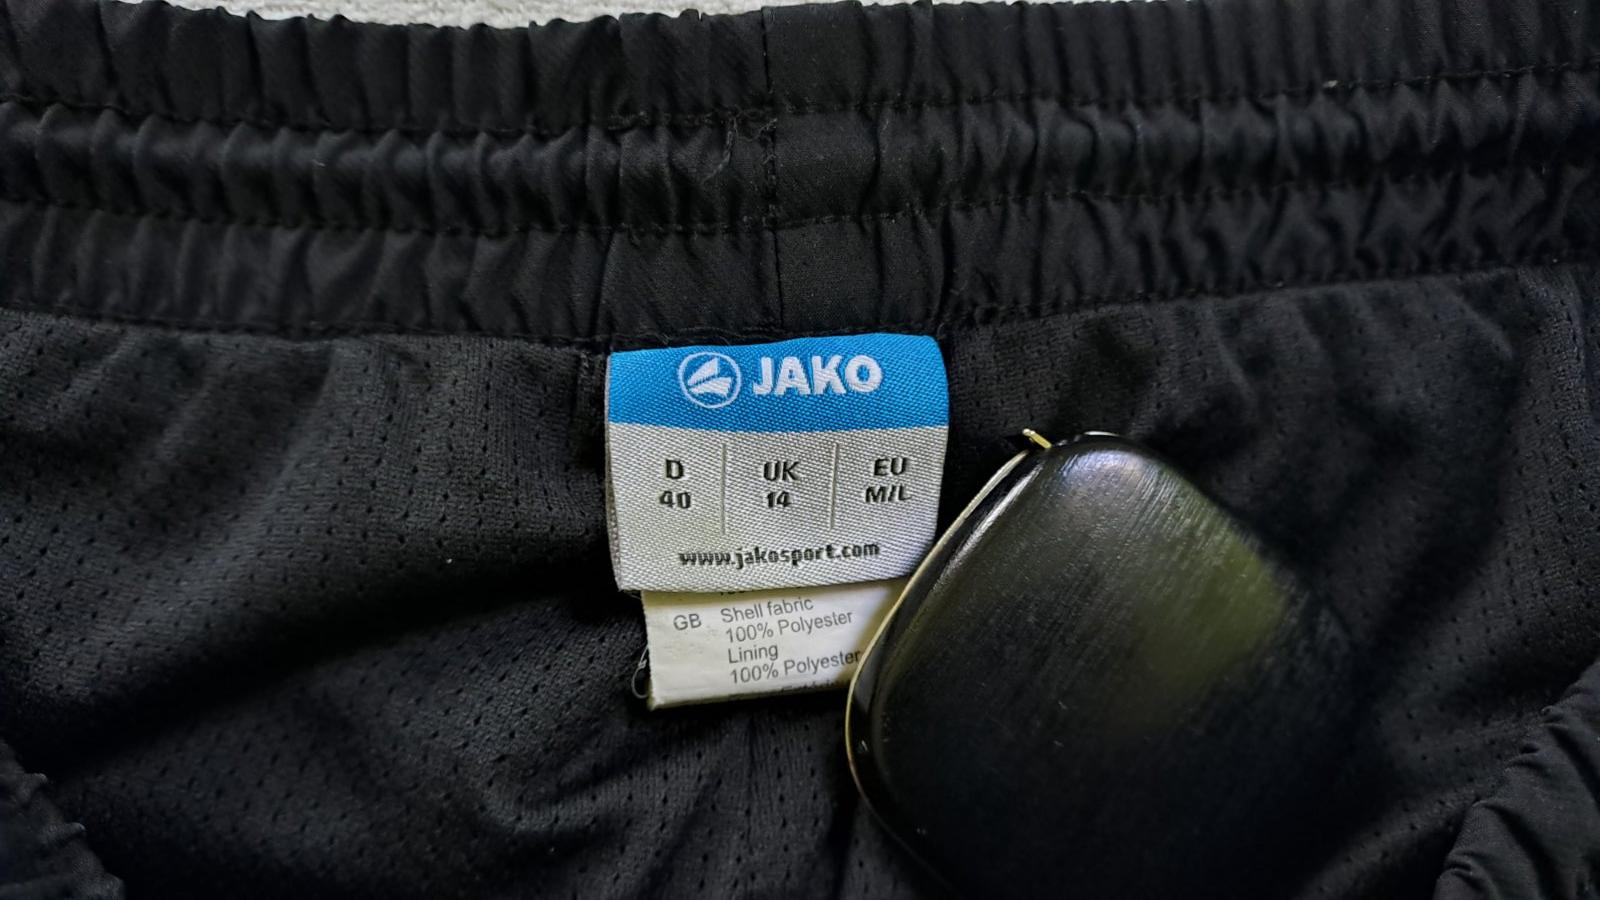 JAKO
D UK EU
40 14 M/L
www.jakosport.com
GB Shell fabric
100% Polyester
Lining
100% Polyester